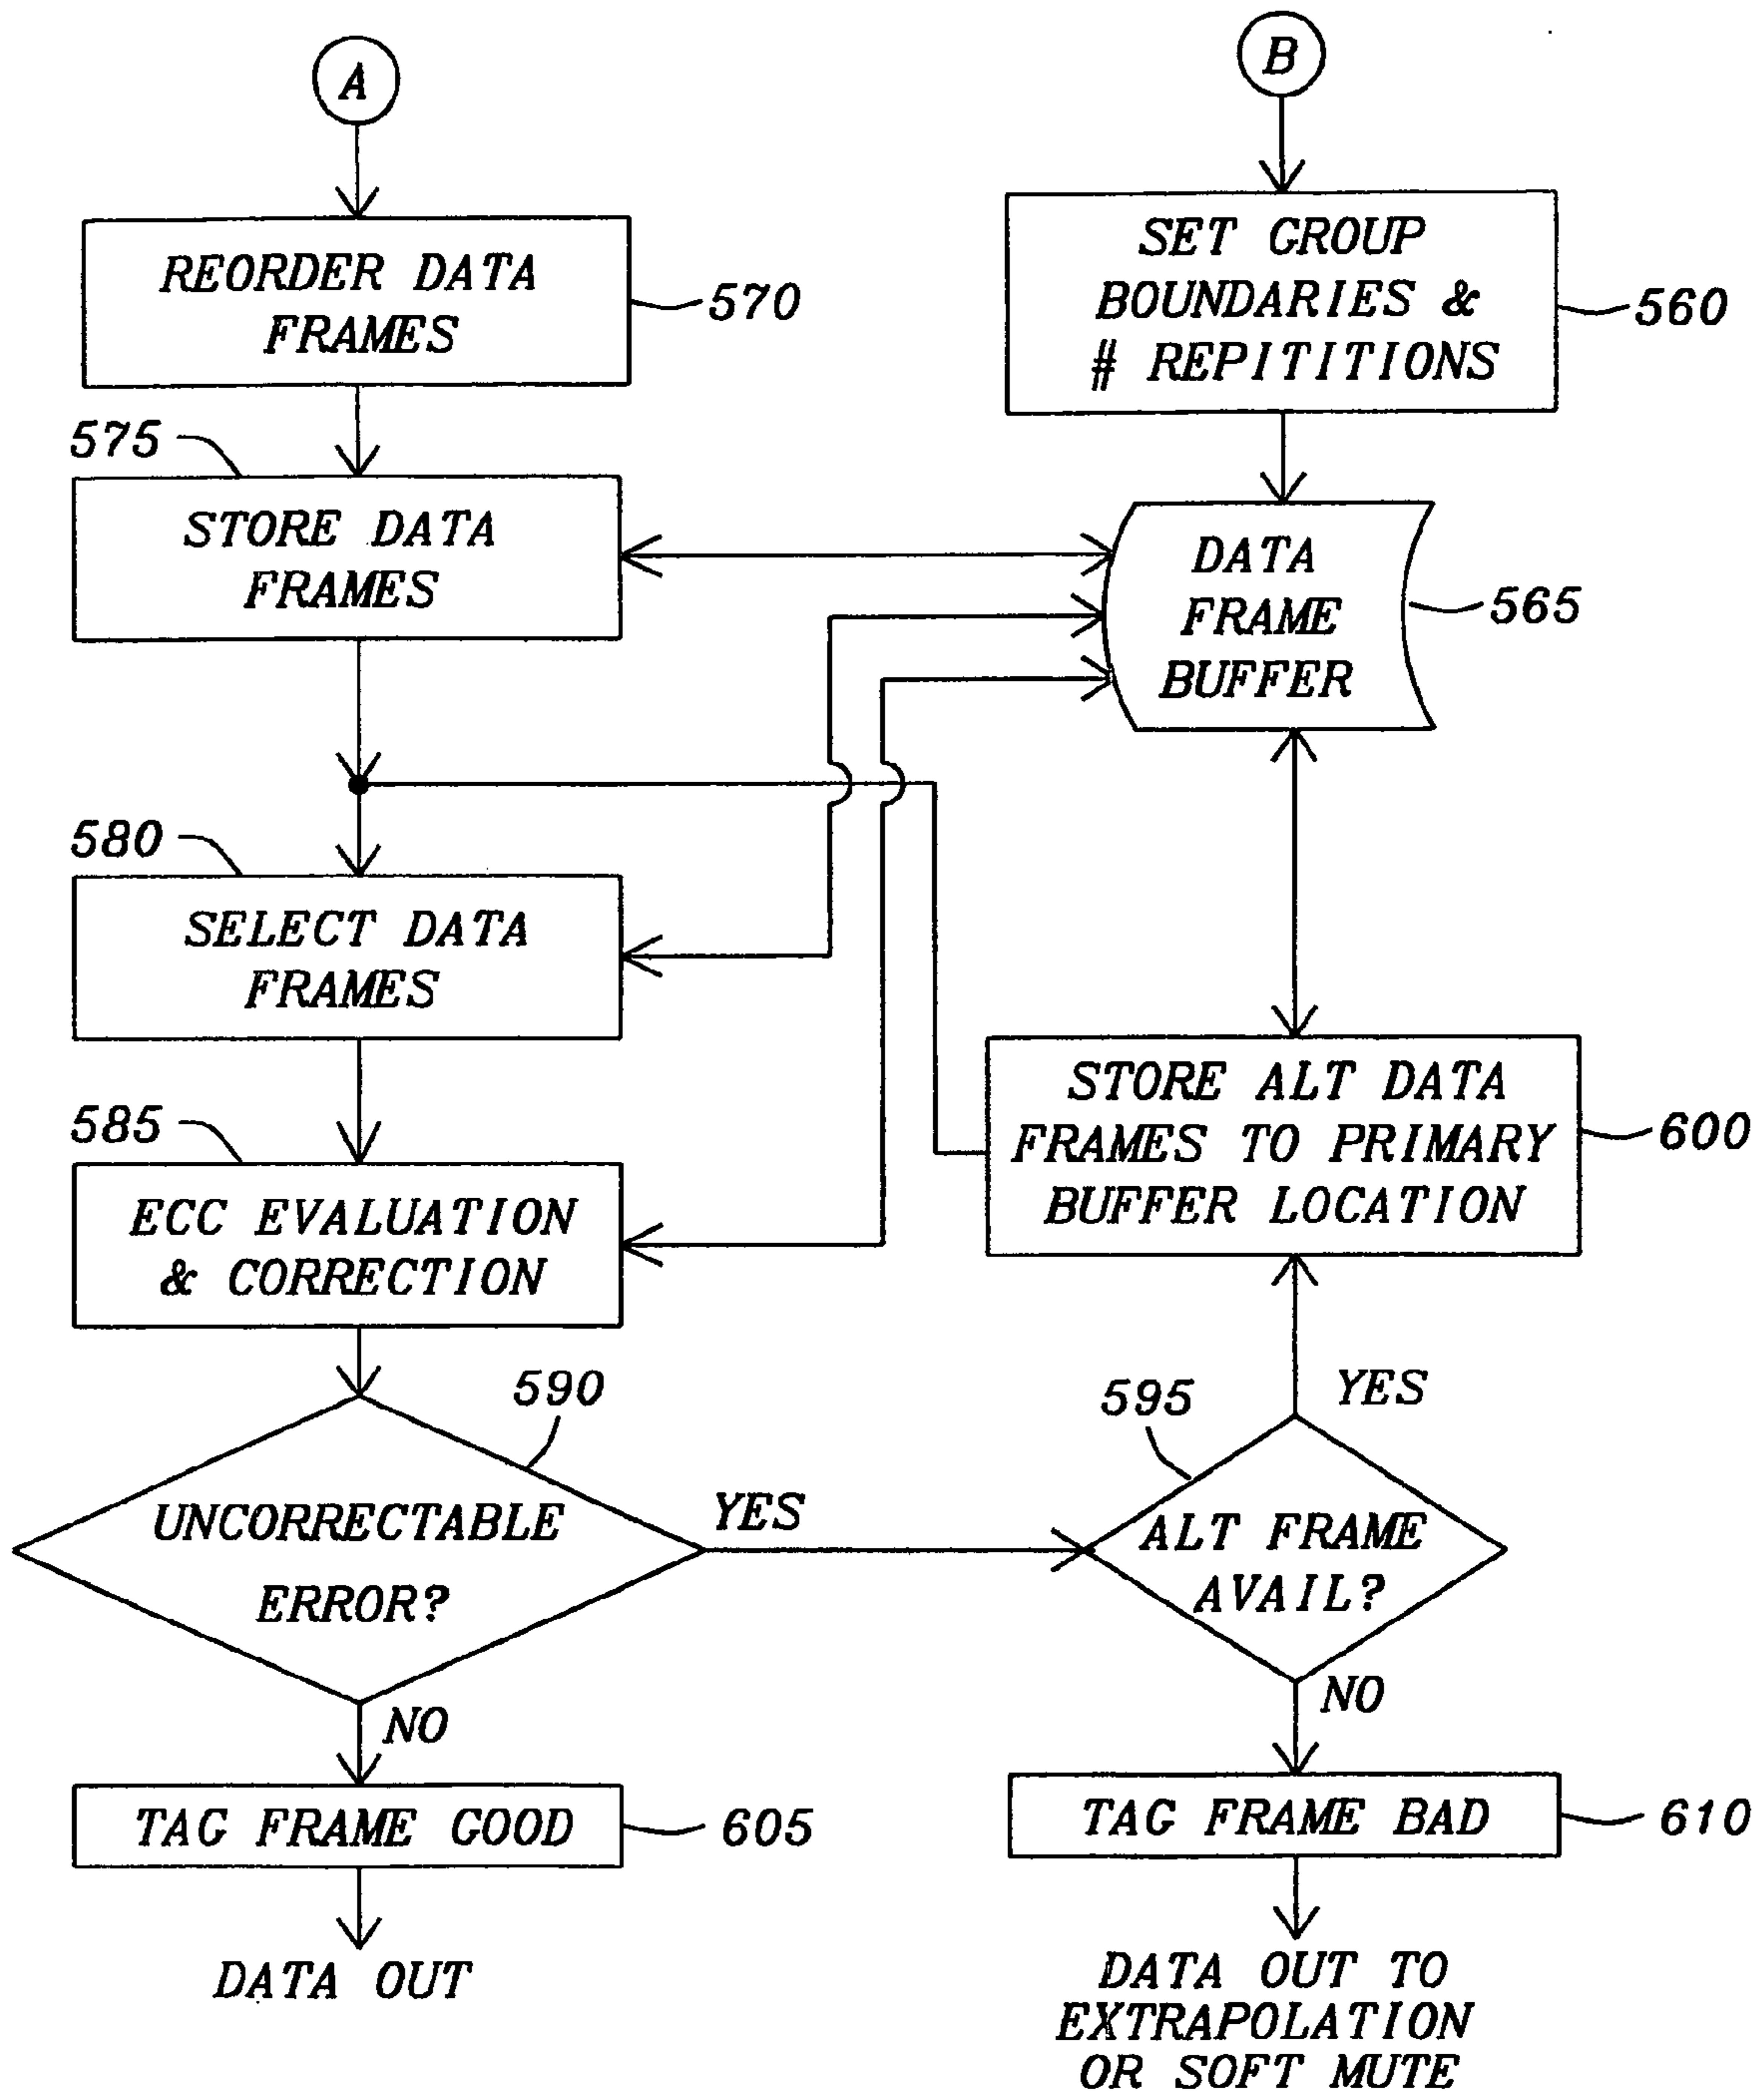 A
B
REORDER DATA
FRAMES
570
SET GROUP
BOUNDARIES &
# REPITITIONS
560
575
STORE DATA
FRAMES
DATA
FRAME
BUFFER
565
580
SELECT DATA
FRAMES
585
ECC EVALUATION
& CORRECTION
STORE ALT DATA
FRAMES TO PRIMARY
BUFFER LOCATION
600
590
UNCORRECTABLE
ERROR?
YES
595
YES
ALT FRAME
AVAIL?
NO
NO
TAG FRAME GOOD
605
TAG FRAME BAD
610
DATA OUT
DATA OUT TO
EXTRAPOLATION
OR SOFT MUTE